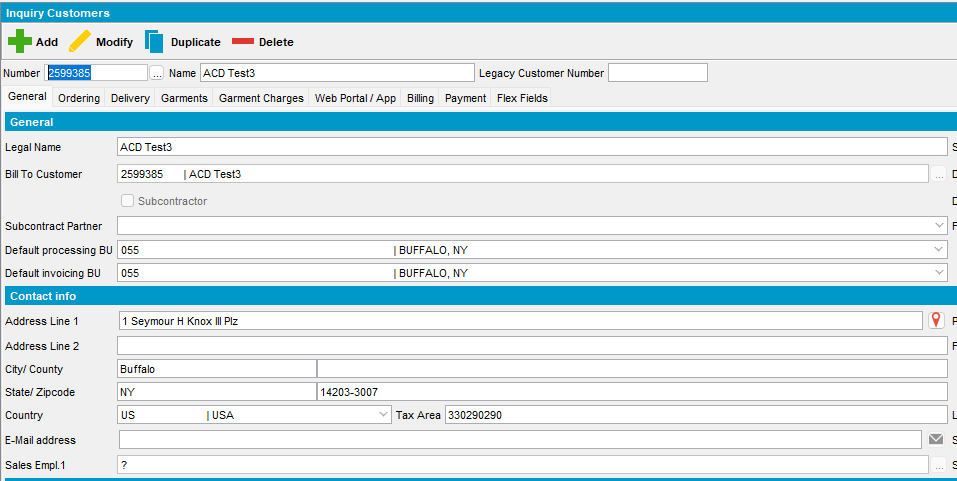 Inquiry Customers
Add Modify Duplicate Delete
Number 2599385 ... Name ACD Test3 Legacy Customer Number
General Ordering Delivery Garments Garment Charges Web Portal / App Billing Payment Flex Fields
General
Legal Name ACD Test3 S
Bill To Customer 2599385 | ACD Test3 ... D
Subcontractor D
Subcontract Partner F
Default processing BU 055 | BUFFALO, NY
Default invoicing BU 055 | BUFFALO, NY
Contact info
Address Line 1 1 Seymour H Knox III Plz P
Address Line 2 F
City/ County Buffalo
State/ Zipcode NY 14203-3007
Country US | USA Tax Area 330290290 L
E-Mail address S
Sales Empl.1 ? ... S